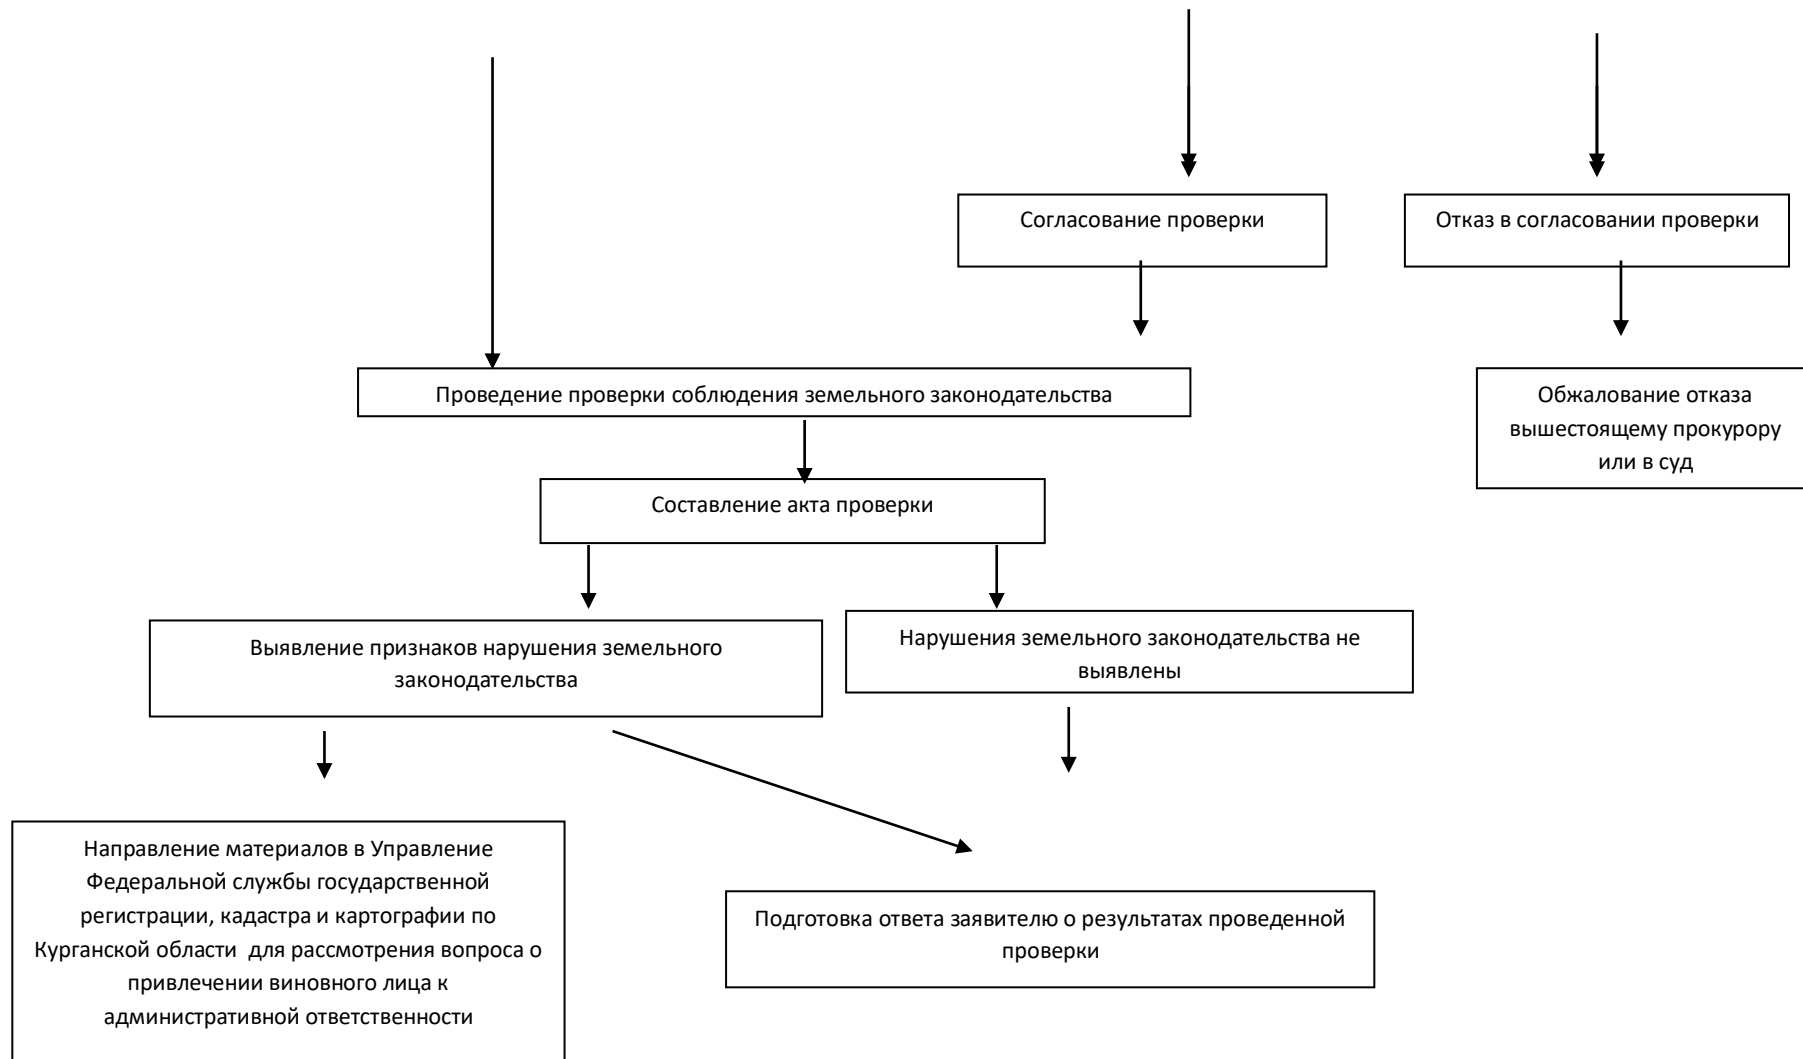 Согласование проверки
Отказ в согласовании проверки
Проведение проверки соблюдения земельного законодательства
Обжалование отказа
вышестоящему прокурору
или в суд
Составление акта проверки
Выявление признаков нарушения земельного
законодательства
Нарушения земельного законодательства не
выявлены
Направление материалов в Управление
Федеральной службы государственной
регистрации, кадастра и картографии по
Курганской области для рассмотрения вопроса о
привлечении виновного лица к
административной ответственности
Подготовка ответа заявителю о результатах проведенной
проверки